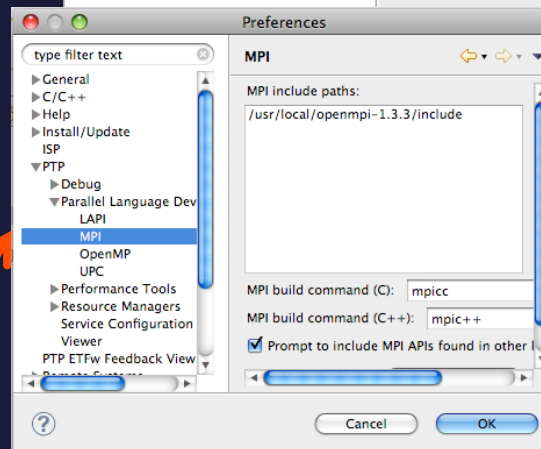 Preferences
type filter text
General
C/C++
Help
Install/Update
ISP
PTP
Debug
Parallel Language Dev
LAPI
MPI
OpenMP
UPC
Performance Tools
Resource Managers
Service Configuration
Viewer
PTP ETFw Feedback View
Remote Systems
MPI
MPI include paths:
/usr/local/openmpi-1.3.3/include
MPI build command (C): mpicc
MPI build command (C++): mpic++
Prompt to include MPI APIs found in other
?
Cancel
OK